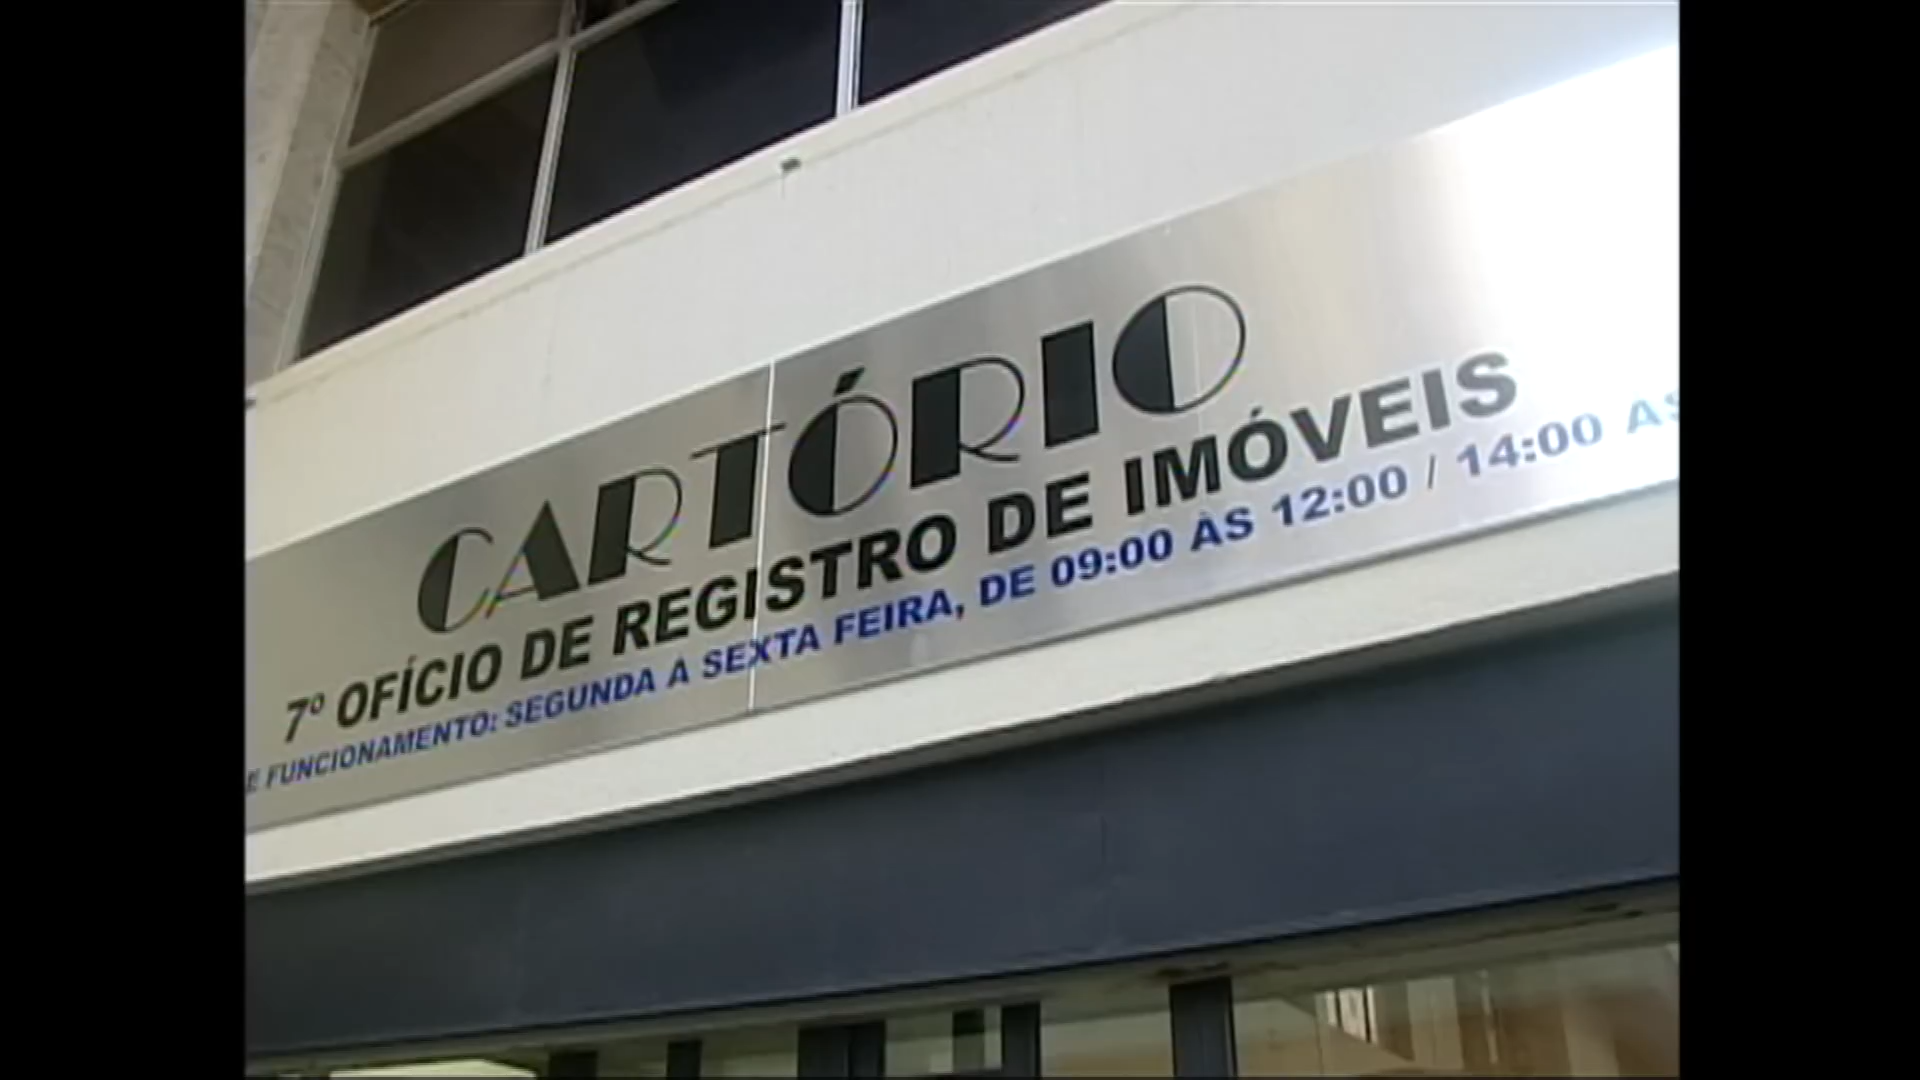 CARTÓRIO
7º OFÍCIO DE REGISTRO DE IMÓVEIS
E FUNCIONAMENTO: SEGUNDA A SEXTA FEIRA, DE 09:00 ÀS 12:00 / 14:00 AS